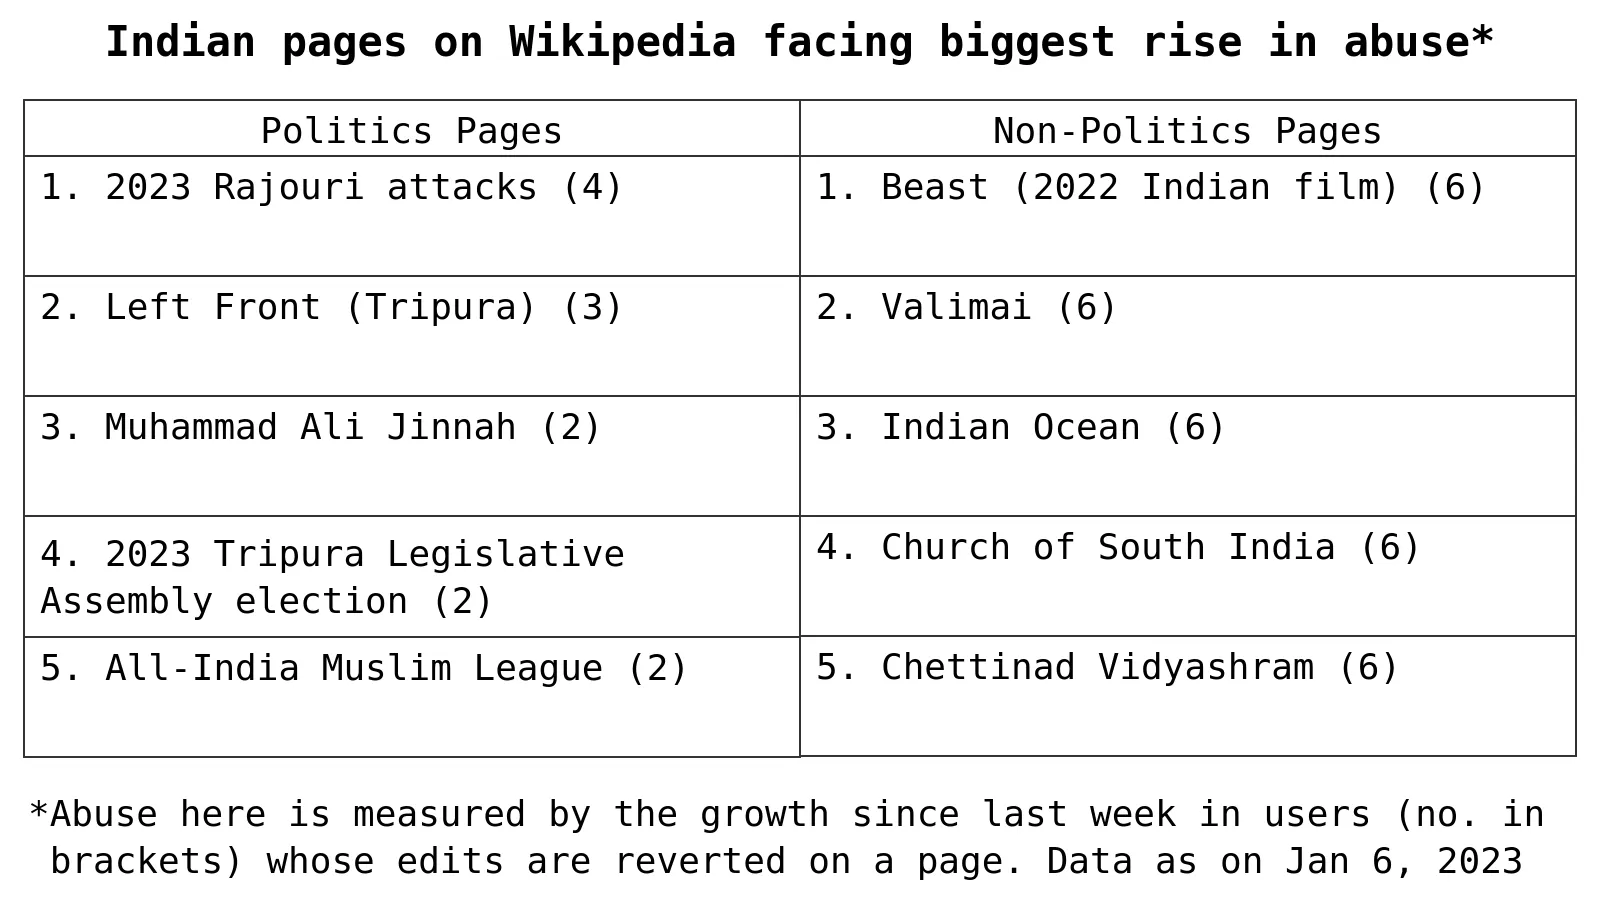 Indian pages on Wikipedia facing biggest rise in abuse*
Politics Pages
Non-Politics Pages
1. 2023 Rajouri attacks (4)
1. Beast (2022 Indian film) (6)
2. Left Front (Tripura) (3)
2. Valimai (6)
3. Muhammad Ali Jinnah (2)
3. Indian Ocean (6)
4. 2023 Tripura Legislative
Assembly election (2)
4. Church of South India (6)
5. All-India Muslim League (2)
5. Chettinad Vidyashram (6)
*Abuse here is measured by the growth since last week in users (no. in
brackets) whose edits are reverted on a page. Data as on Jan 6, 2023